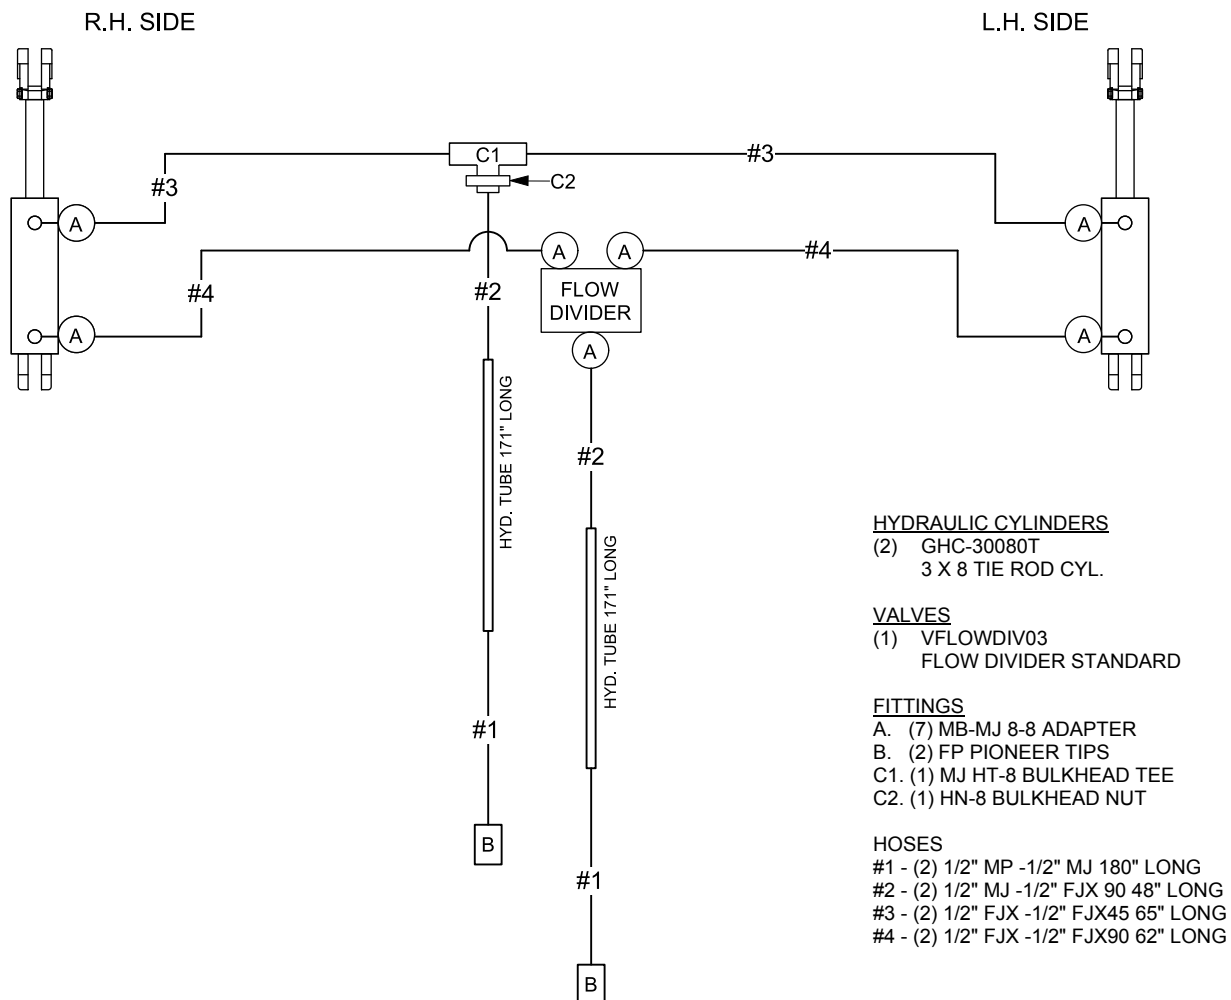 R.H. SIDE
L.H. SIDE
C1
#3
#3
C2
A
A
A
A
#4
#4
#2
FLOW
DIVIDER
A
A
A
HYD. TUBE 171" LONG
#2
HYD. TUBE 171" LONG
#1
B
#1
B
HYDRAULIC CYLINDERS
(2) GHC-30080T
3 X 8 TIE ROD CYL.
VALVES
(1) VFLOWDIV03
FLOW DIVIDER STANDARD
FITTINGS
A. (7) MB-MJ 8-8 ADAPTER
B. (2) FP PIONEER TIPS
C1. (1) MJ HT-8 BULKHEAD TEE
C2. (1) HN-8 BULKHEAD NUT
HOSES
#1 - (2) 1/2" MP -1/2" MJ 180" LONG
#2 - (2) 1/2" MJ -1/2" FJX 90 48" LONG
#3 - (2) 1/2" FJX -1/2" FJX45 65" LONG
#4 - (2) 1/2" FJX -1/2" FJX90 62" LONG